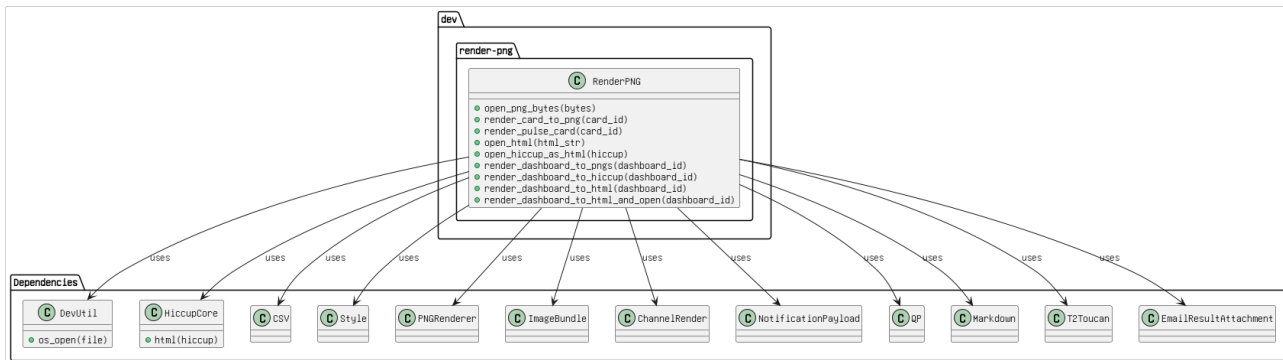 dev
render-png
C RenderPNG
open_png_bytes(bytes)
render_card_to_png(card_id)
render_pulse_card(card_id)
open_html(html_str)
open_hiccup_as_html(hiccup)
render_dashboard_to_pngs(dashboard_id)
render_dashboard_to_hiccup(dashboard_id)
render_dashboard_to_html(dashboard_id)
render_dashboard_to_html_and_open(dashboard_id)
uses uses uses uses uses uses uses uses uses uses uses uses
Dependencies
C DevUtil
os_open(file)
C HiccupCore
html(hiccup)
C CSV
C Style
C PNGRenderer
C ImageBundle
C ChannelRender
C NotificationPayload
C QP
C Markdown
C T2Toucan
C EmailResultAttachment